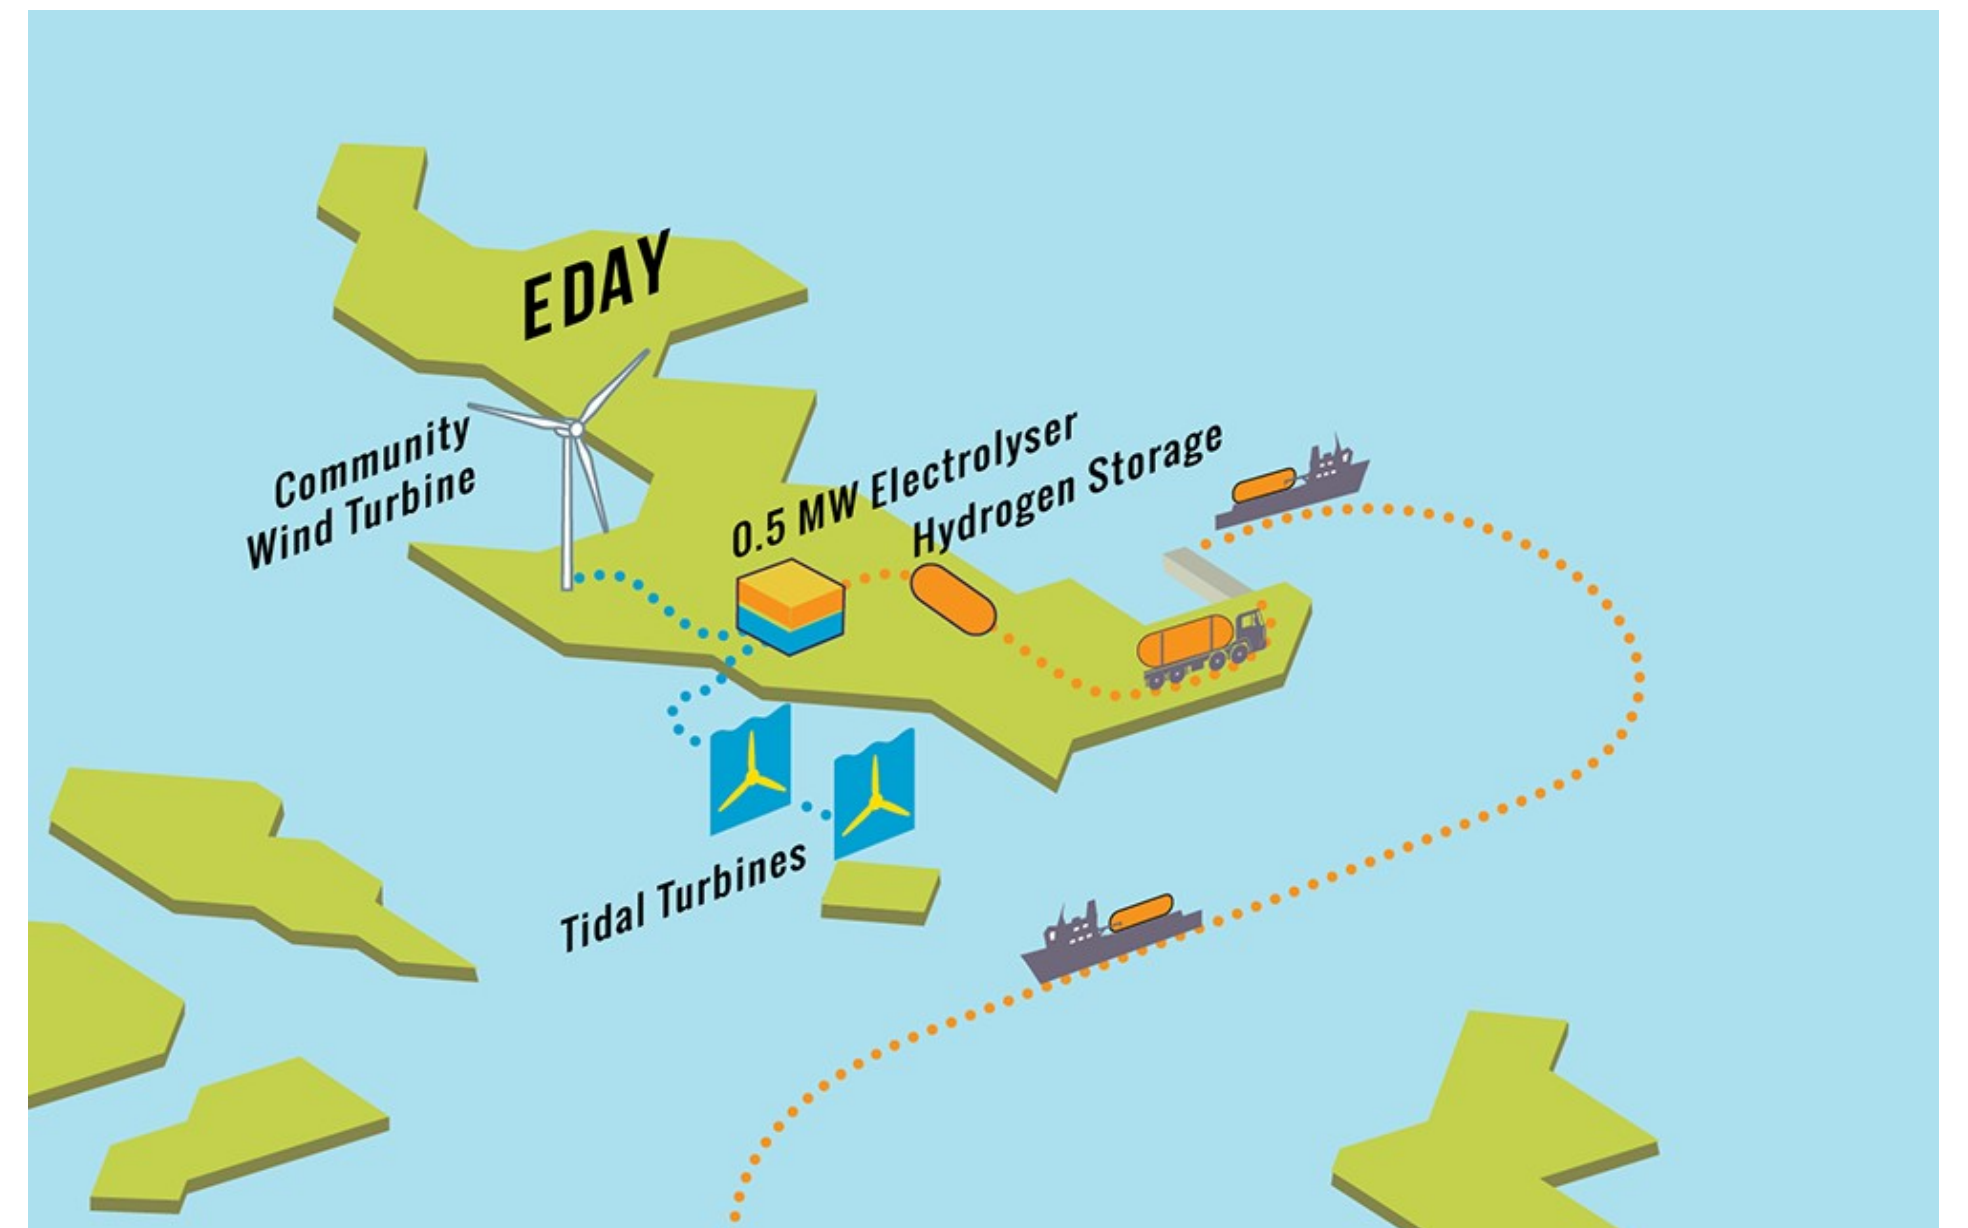 EDAY
Community
Wind Turbine
0.5 MW Electrolyser
Hydrogen Storage
Tidal Turbines